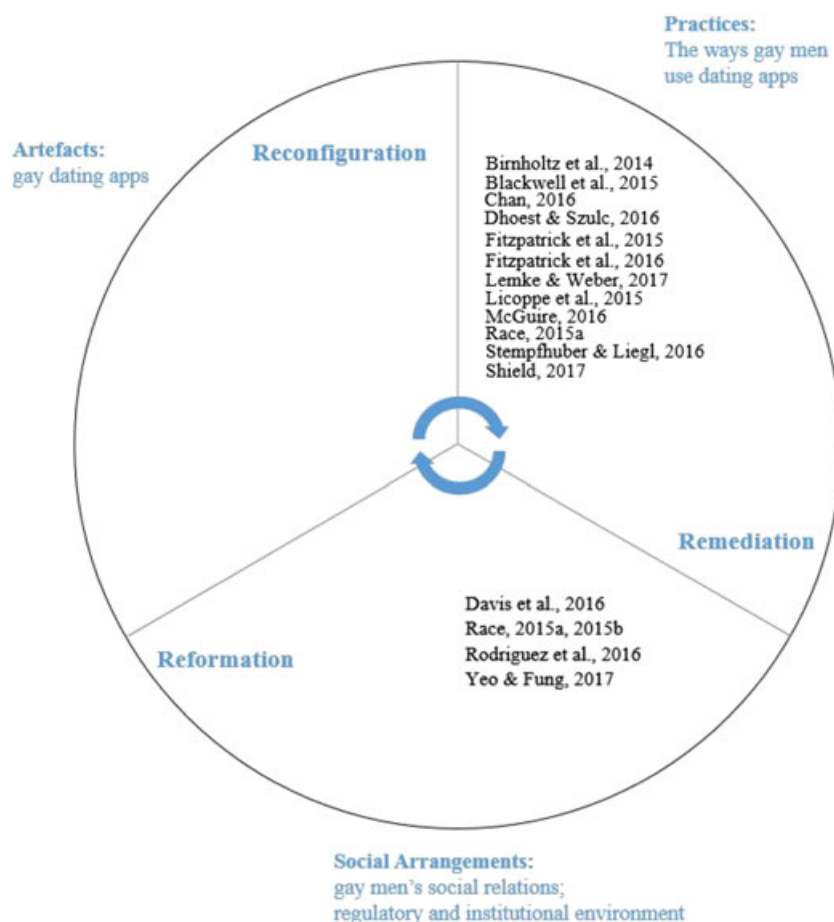 Practices:
The ways gay men
use dating apps
Artefacts:
gay dating apps
Reconfiguration
Birnholtz et al., 2014
Blackwell et al., 2015
Chan, 2016
Dhoest & Szulc, 2016
Fitzpatrick et al., 2015
Fitzpatrick et al., 2016
Lemke & Weber, 2017
Licoppe et al., 2015
McGuire, 2016
Race, 2015a
Stempfhuber & Liegl, 2016
Shield, 2017
Remediation
Reformation
Davis et al., 2016
Race, 2015a, 2015b
Rodriguez et al., 2016
Yeo & Fung, 2017
Social Arrangements:
gay men's social relations;
regulatory and institutional environment